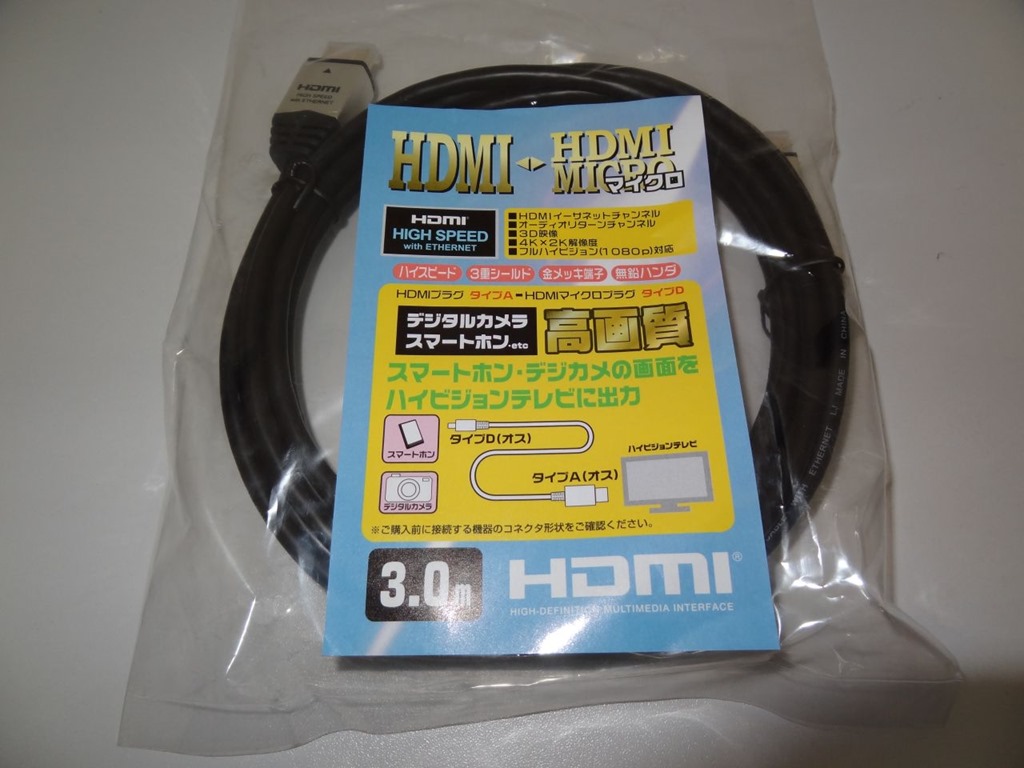 HDMI
HIGH SPEED
with ETHERNET
HDMI HDMI
MICRO
マイクロ
HDMI
HIGH SPEED
with ETHERNET
■HDMIイーサネットチャンネル
■オーディオリターンチャンネル
■3D映像
■4K×2K解像度
■フルハイビジョン(1080p)対応
ハイスピード 3重シールド 金メッキ端子 無鉛ハンダ
HDMIプラグ タイプA-HDMIマイクロプラグ タイプD
デジタルカメラ
スマートホン・etc
高画質
スマートホン・デジカメの画面を
ハイビジョンテレビに出力
スマートホン
タイプD(オス)
ハイビジョンテレビ
タイプA(オス)
デジタルカメラ
※ご購入前に接続する機器のコネクタ形状をご確認ください。
3.0m
HDMI®
HIGH-DEFINITION MULTIMEDIA INTERFACE
ETHERNET LJ MADE IN CHINA